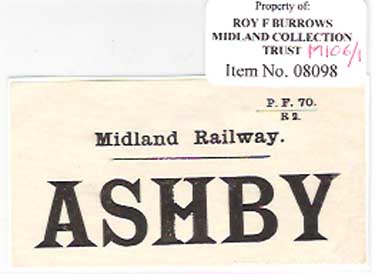 Property of:
ROY F BURROWS
MIDLAND COLLECTION
TRUST M106/1
Item No. 08098
P. F. 70.
R 2.
Midland Railway.
ASHBY